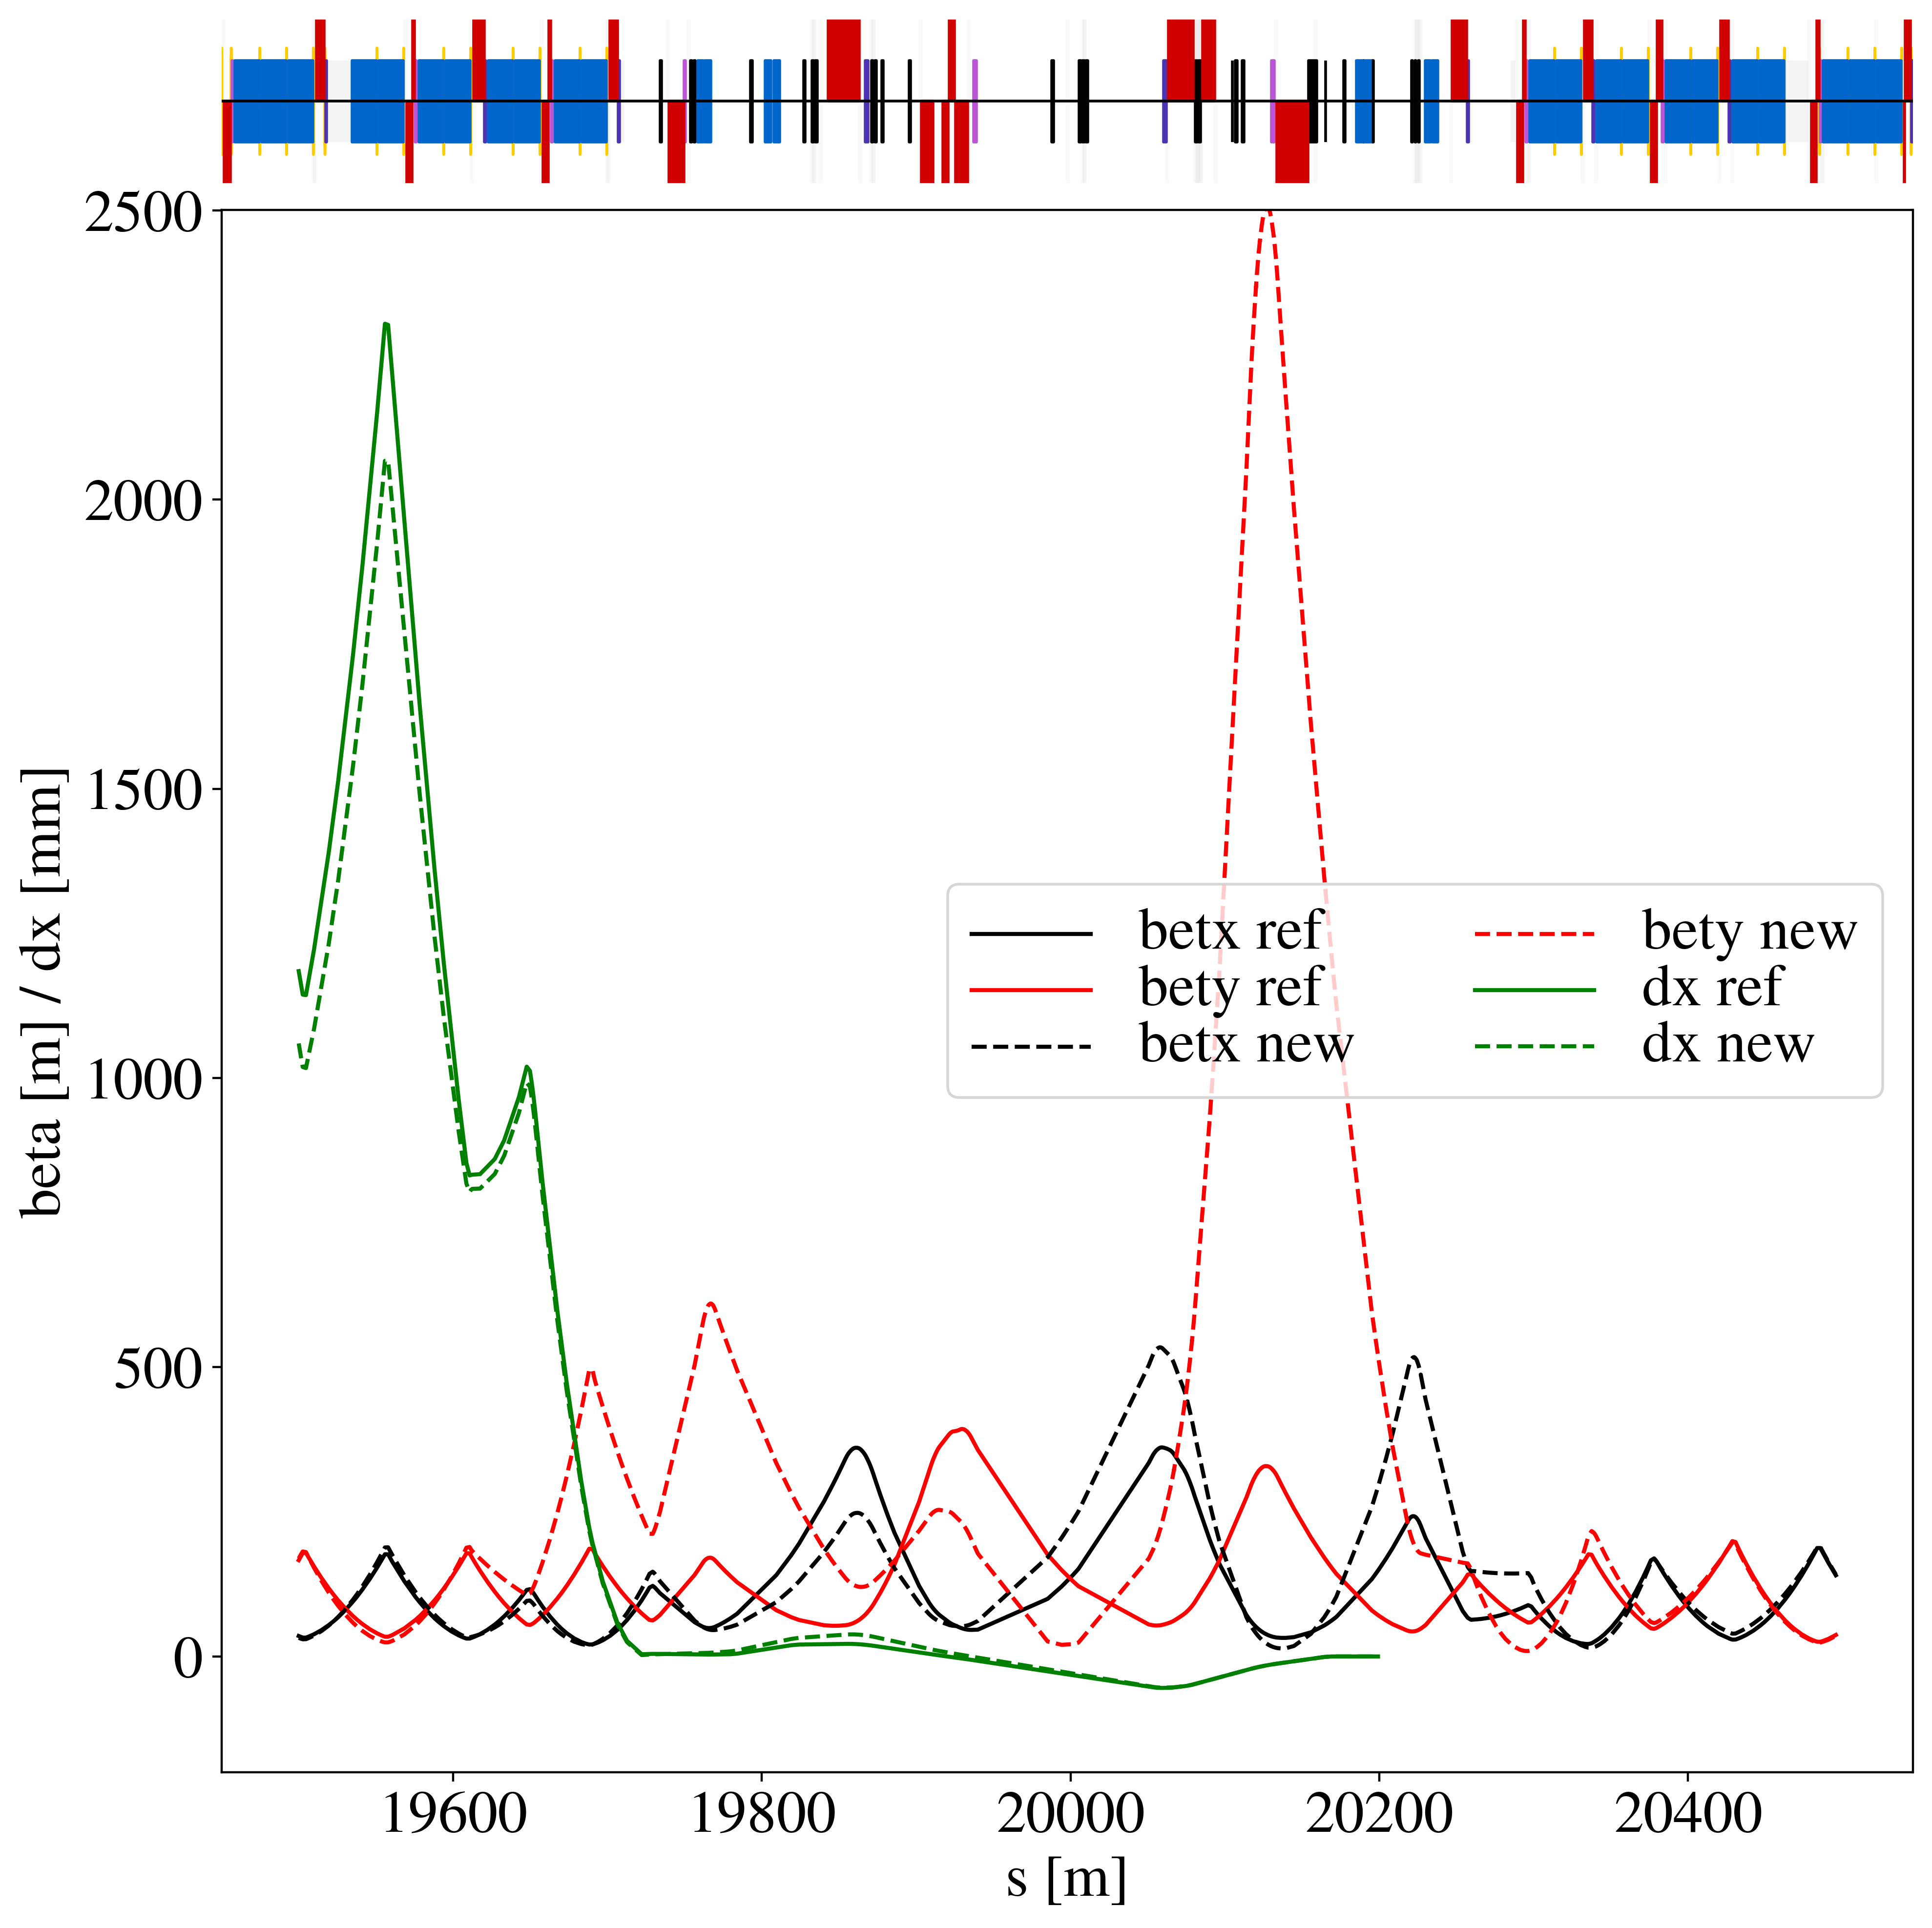 2500
2000
1500
1000
500
0
beta [m] / dx [mm]
betx ref
bety ref
betx new
bety new
dx ref
dx new
19600 19800 20000 20200 20400
s [m]